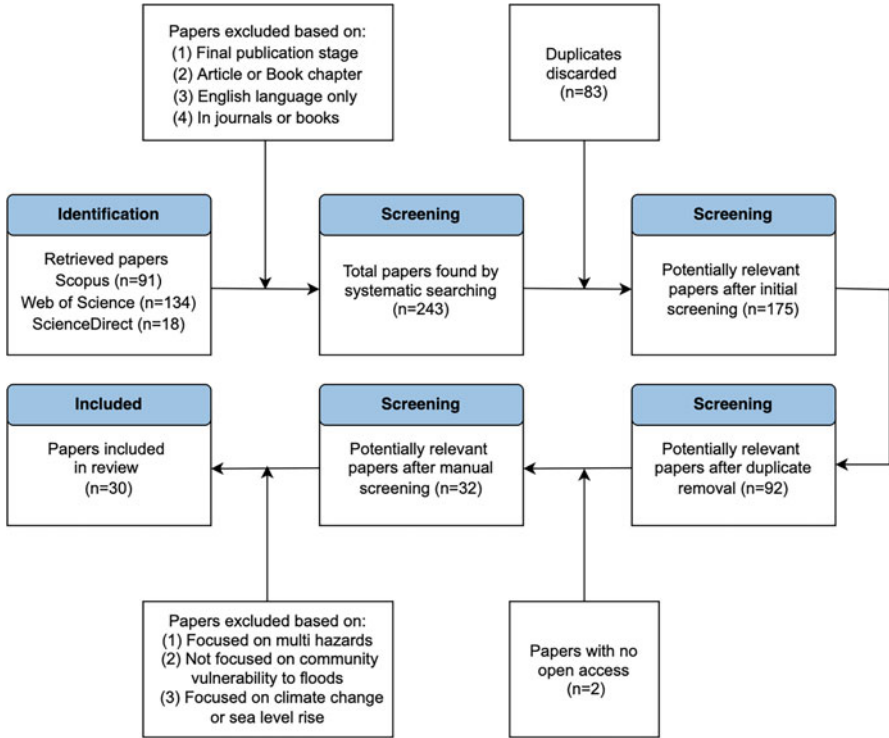 Papers excluded based on:
(1) Final publication stage
(2) Article or Book chapter
(3) English language only
(4) In journals or books
Duplicates
discarded
(n=83)
Identification
Retrieved papers
Scopus (n=91)
Web of Science (n=134)
ScienceDirect (n=18)
Screening
Total papers found by
systematic searching
(n=243)
Screening
Potentially relevant
papers after initial
screening (n=175)
Included
Papers included
in review
(n=30)
Screening
Potentially relevant
papers after manual
screening (n=32)
Screening
Potentially relevant
papers after duplicate
removal (n=92)
Papers excluded based on:
(1) Focused on multi hazards
(2) Not focused on community
vulnerability to floods
(3) Focused on climate change
or sea level rise
Papers with no
open access
(n=2)